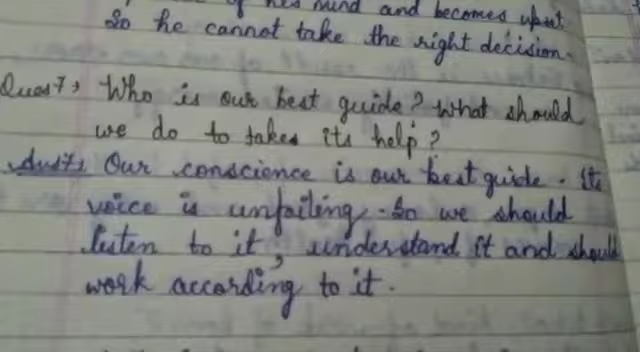 of his mind and becomes upset.
So he cannot take the right decision.
Ques7, Who is our best guide? What should
we do to takes its help?
Ans7, Our conscience is our best guide. Its
voice is unfailing. So we should
listen to it, understand it and should
work according to it.